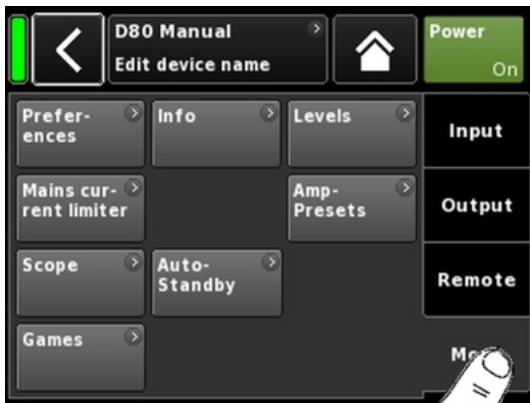 D80 Manual
Edit device name
Power
On
Prefer-
ences
Info
Levels
Input
Mains cur-
rent limiter
Amp-
Presets
Output
Scope
Auto-
Standby
Remote
Games